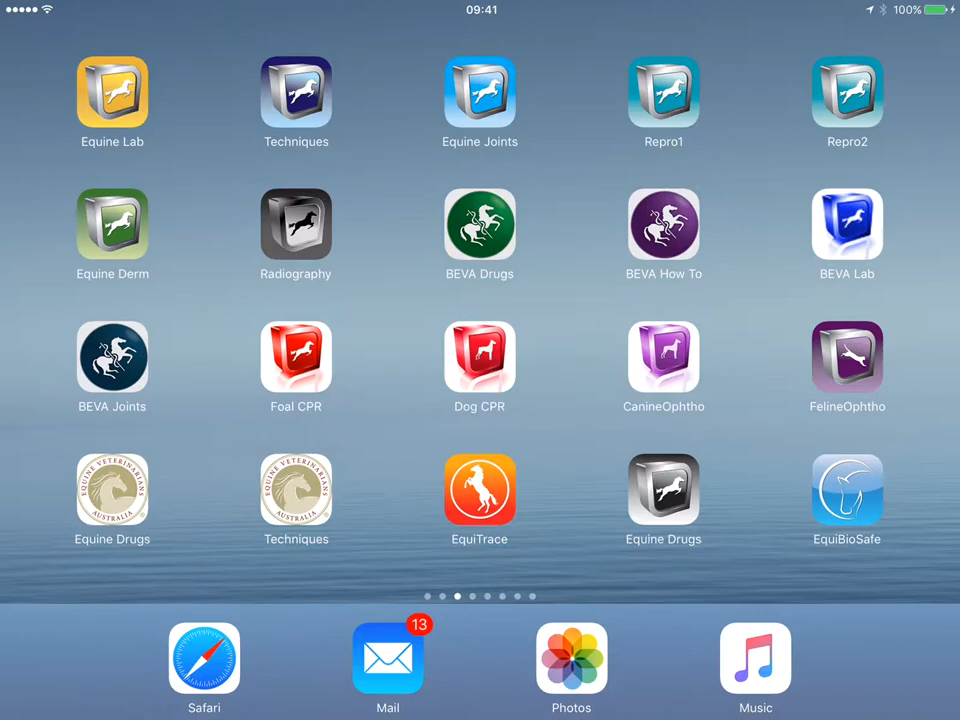 09:41
100%
Equine Lab
Techniques
Equine Joints
Repro1
Repro2
Equine Derm
Radiography
BEVA Drugs
BEVA How To
BEVA Lab
BEVA Joints
Foal CPR
Dog CPR
CanineOphtho
FelineOphtho
EQUINE VETERINARIANS
AUSTRALIA
EQUINE VETERINARIANS
AUSTRALIA
Equine Drugs
Techniques
EquiTrace
Equine Drugs
EquiBioSafe
13
Safari
Mail
Photos
Music